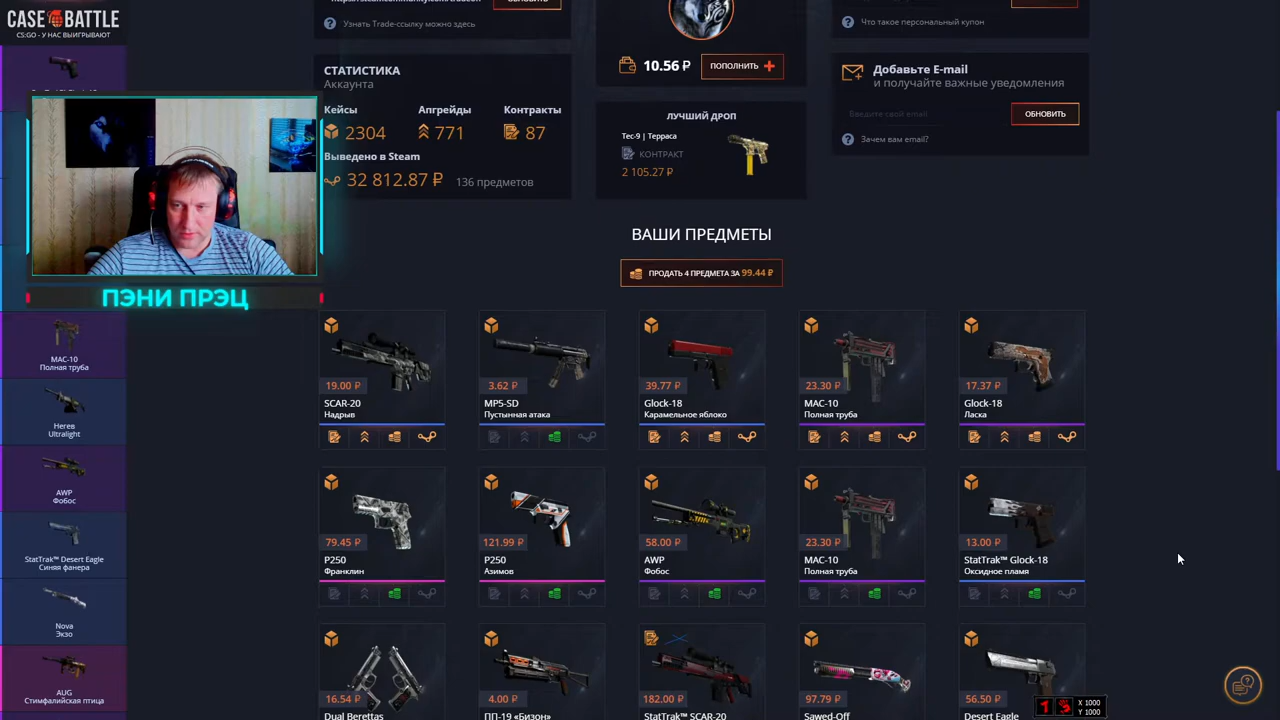 CASE BATTLE
CS:GO - У НАС ВЫИГРЫВАЮТ
Узнать Trade-ссылку можно здесь
ОБНОВИТЬ
СТАТИСТИКА
Аккаунта
Кейсы
Апгрейды
Контракты
2304
771
87
Выведено в Steam
32 812.87 ₽
136 предметов
10.56 ₽
ПОПОЛНИТЬ
ЛУЧШИЙ ДРОП
Tec-9 | Терраса
КОНТРАКТ
2 105.27 ₽
Что такое персональный купон
Добавьте E-mail
и получайте важные уведомления
Введите свой email
ОБНОВИТЬ
Зачем вам email?
ПЭНИ ПРЭЦ
MAC-10
Полная труба
Негев
Ultralight
AWP
Фобос
StatTrak™ Desert Eagle
Синяя фанера
Nova
Экзо
AUG
Стимфалийская птица
ВАШИ ПРЕДМЕТЫ
ПРОДАТЬ 4 ПРЕДМЕТА ЗА 99.44 ₽
19.00 ₽
SCAR-20
Надрыв
3.62 ₽
MP5-SD
Пустынная атака
39.77 ₽
Glock-18
Карамельное яблоко
23.30 ₽
MAC-10
Полная труба
17.37 ₽
Glock-18
Ласка
79.45 ₽
P250
Франклин
121.99 ₽
P250
Азимов
58.00 ₽
AWP
Фобос
23.30 ₽
MAC-10
Полная труба
13.00 ₽
StatTrak™ Glock-18
Оксидное пламя
16.54 ₽
Dual Berettas
4.00 ₽
ПП-19 «Бизон»
182.00 ₽
StatTrak™ SCAR-20
97.79 ₽
Sawed-Off
56.50 ₽
Desert Eagle
X 1000
Y 1000